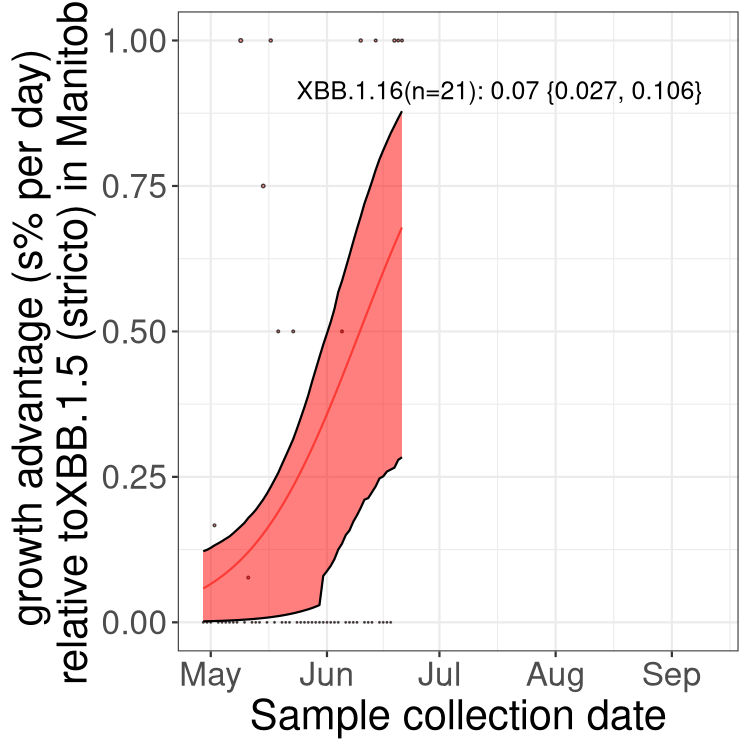 growth advantage (s% per day)
relative toXBB.1.5 (stricto) in Manitob
1.00
0.75
0.50
0.25
0.00
XBB.1.16(n=21): 0.07 {0.027, 0.106}
May Jun Jul Aug Sep
Sample collection date